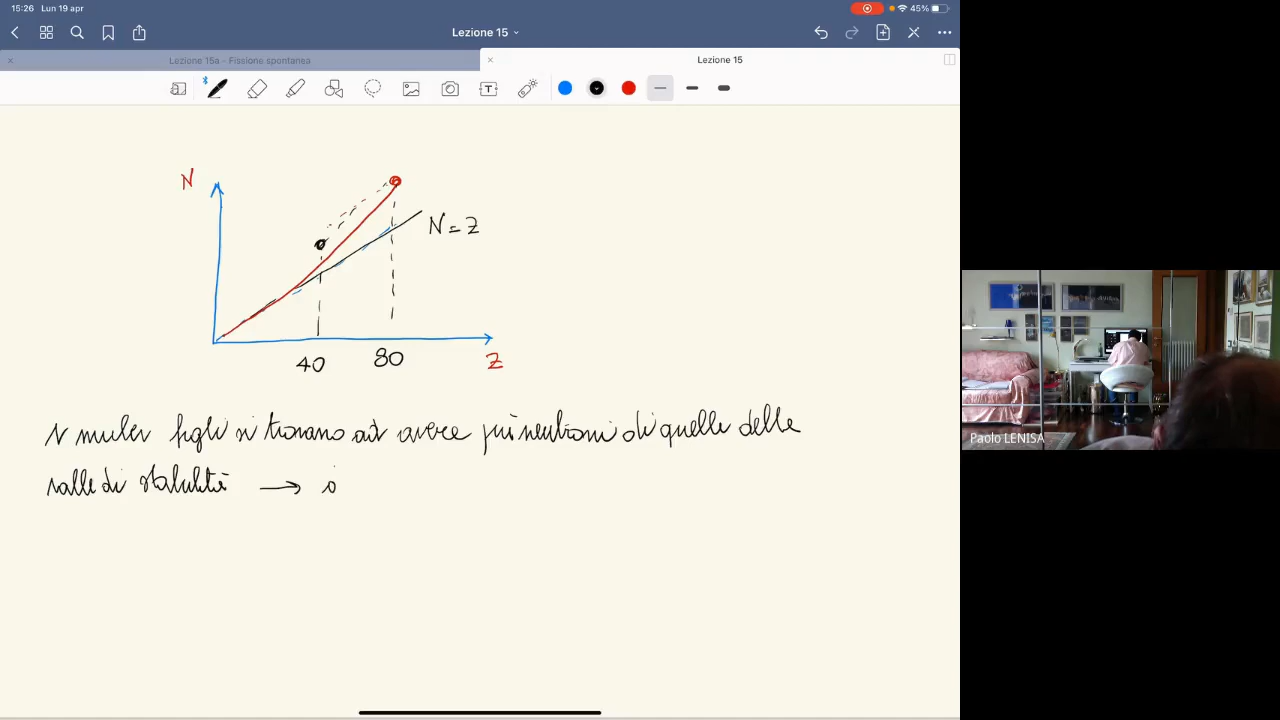 15:26 Lun 19 apr
45%
Lezione 15
Lezione 15a - Fissione spontanea
Lezione 15
N
N = Z
40
80
Z
I nuclei figli si trovano ad avere più neutroni di quelle della
valle di stabilità →
Paolo LENISA